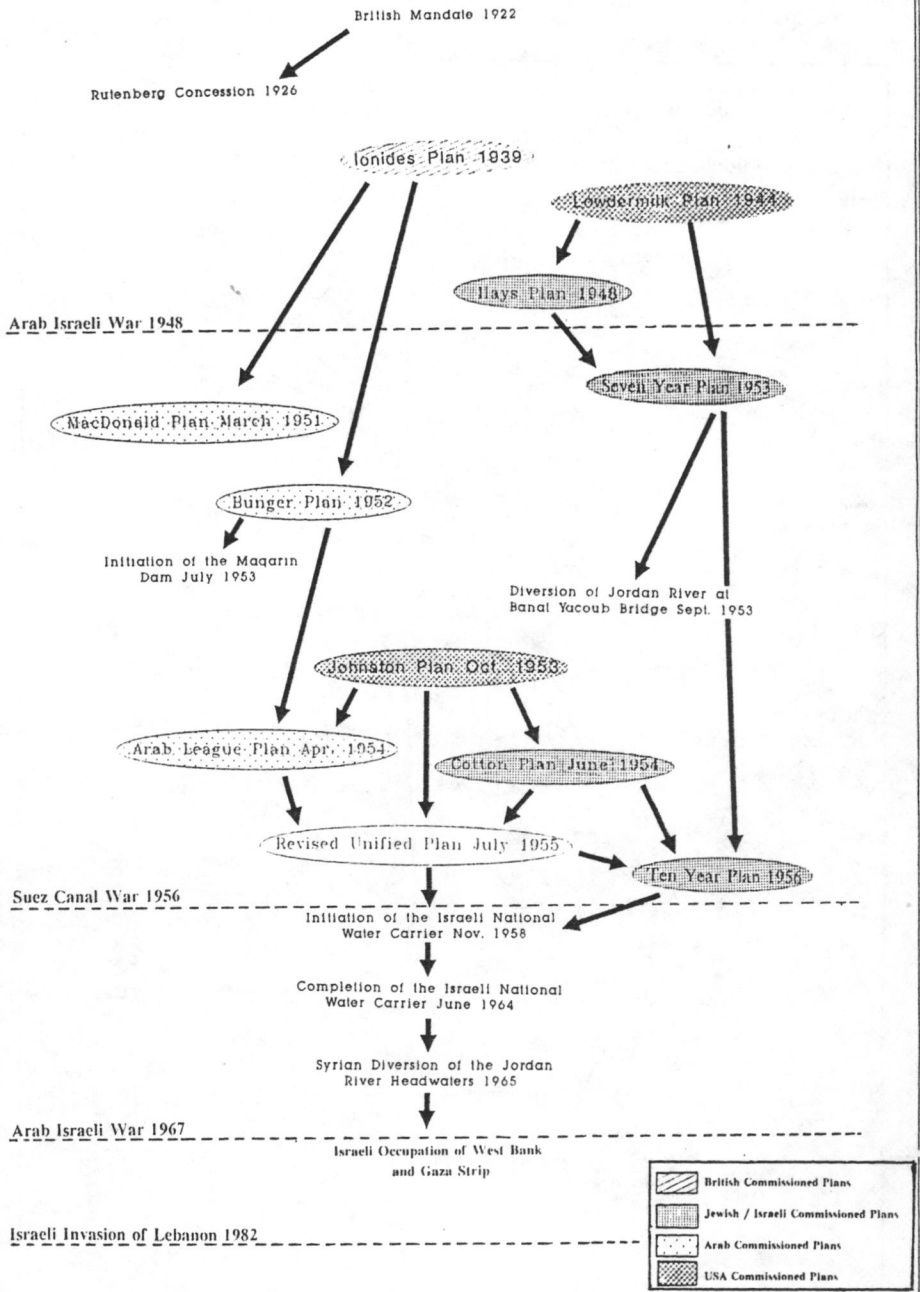 British Mandate 1922
Rutenberg Concession 1926
Ionides Plan 1939
Lowdermilk Plan 1944
Hays Plan 1948
Arab Israeli War 1948
Seven Year Plan 1953
MacDonald Plan March 1951
Bunger Plan 1952
Initiation of the Maqarin
Dam July 1953
Diversion of Jordan River at
Banat Yacoub Bridge Sept. 1953
Johnston Plan Oct. 1953
Arab League Plan Apr. 1954
Cotton Plan June 1954
Revised Unified Plan July 1955
Ten Year Plan 1956
Suez Canal War 1956
Initiation of the Israeli National
Water Carrier Nov. 1958
Completion of the Israeli National
Water Carrier June 1964
Syrian Diversion of the Jordan
River Headwaters 1965
Arab Israeli War 1967
Israeli Occupation of West Bank
and Gaza Strip
Israeli Invasion of Lebanon 1982
British Commissioned Plans
Jewish / Israeli Commissioned Plans
Arab Commissioned Plans
USA Commissioned Plans